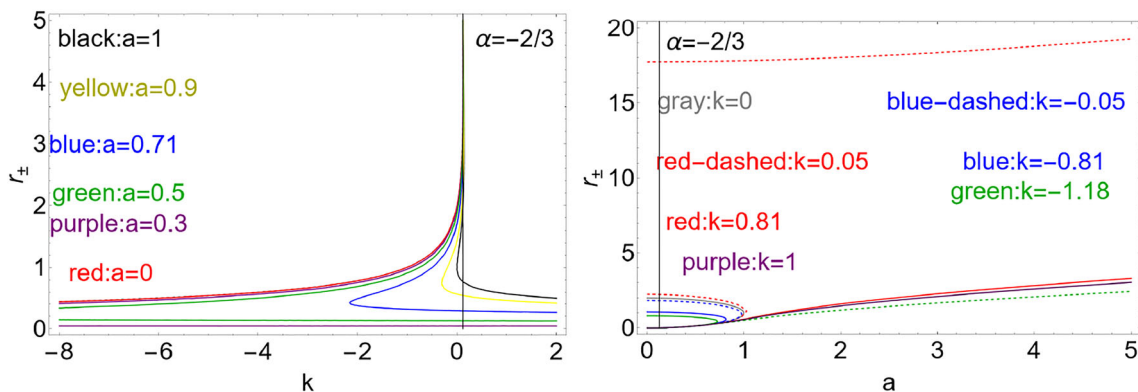 5
black:a=1
α=−2/3
4
yellow:a=0.9
3
blue:a=0.71
r±
green:a=0.5
2
purple:a=0.3
1
red:a=0
0
−8 −6 −4 −2 0 2
k
20
α=−2/3
15
gray:k=0
blue-dashed:k=−0.05
red-dashed:k=0.05
blue:k=−0.81
r±
10
green:k=−1.18
red:k=0.81
5
purple:k=1
0
0 1 2 3 4 5
a